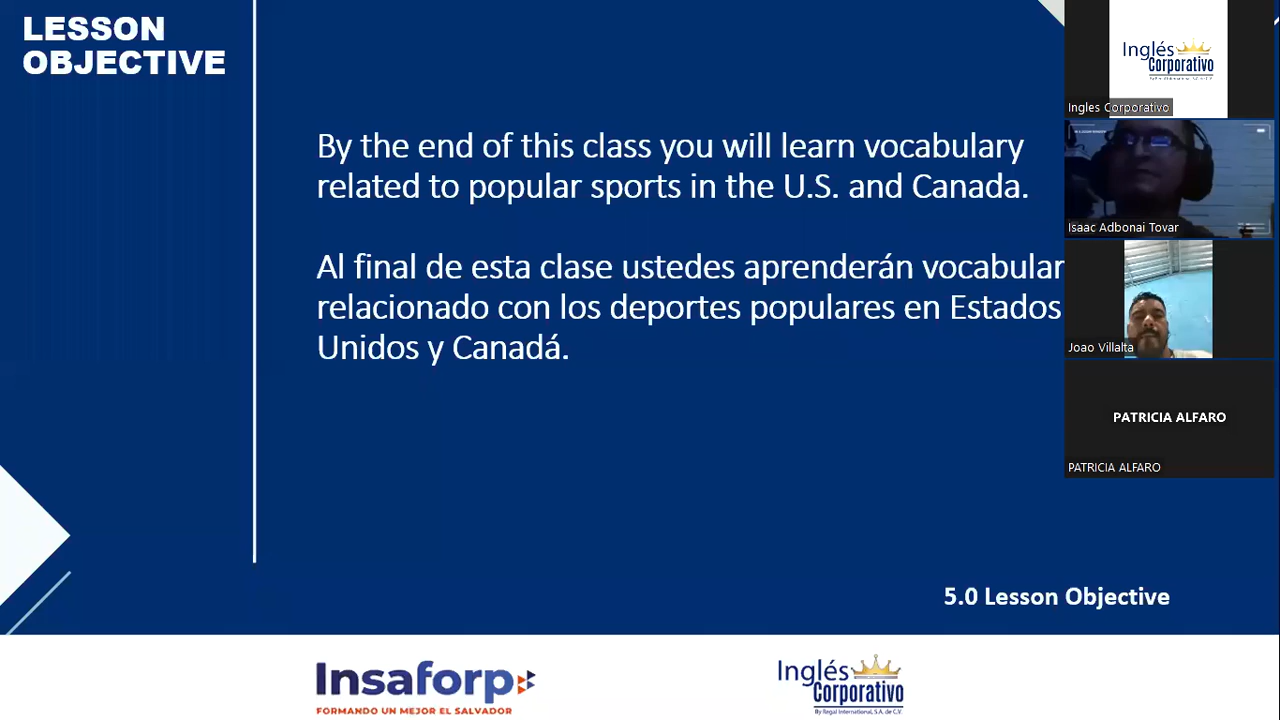 LESSON
OBJECTIVE
By the end of this class you will learn vocabulary
related to popular sports in the U.S. and Canada.
Al final de esta clase ustedes aprenderán vocabular
relacionado con los deportes populares en Estados
Unidos y Canadá.
5.0 Lesson Objective
Insaforp
FORMANDO UN MEJOR EL SALVADOR
Inglés
Corporativo
By Regal International, S.A. de C.V.
Inglés
Corporativo
Ingles Corporativo
Isaac Adbonai Tovar
Joao Villalta
PATRICIA ALFARO
PATRICIA ALFARO